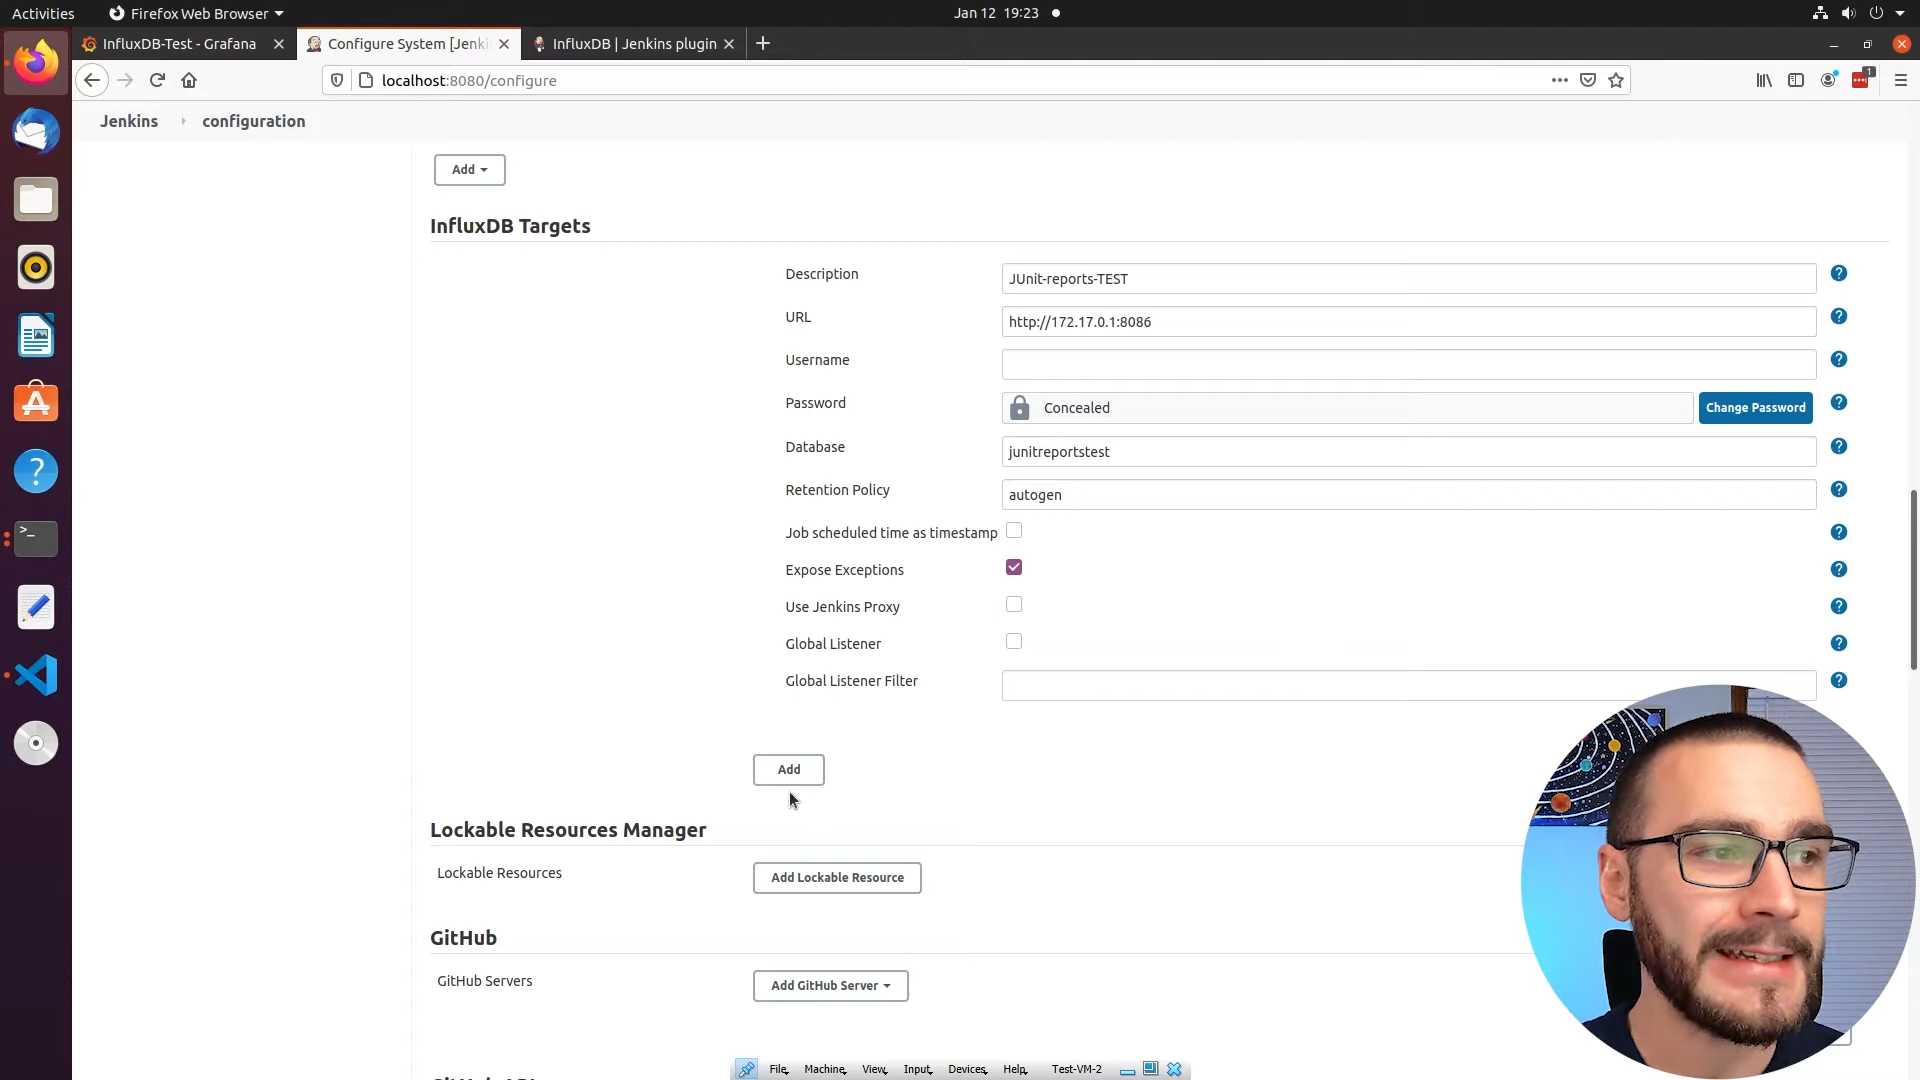 Activities
Firefox Web Browser
Jan 12 19:23
InfluxDB-Test - Grafana
Configure System [Jenki
InfluxDB | Jenkins plugin
1
localhost:8080/configure
Jenkins
configuration
Add
InfluxDB Targets
Description
JUnit-reports-TEST
URL
http://172.17.0.1:8086
Username
Password
Concealed
Change Password
Database
junitreportstest
Retention Policy
autogen
Job scheduled time as timestamp
Expose Exceptions
Use Jenkins Proxy
Global Listener
Global Listener Filter
Add
Lockable Resources Manager
Lockable Resources
Add Lockable Resource
GitHub
GitHub Servers
Add GitHub Server
File
Machine
View
Input
Devices
Help
Test-VM-2